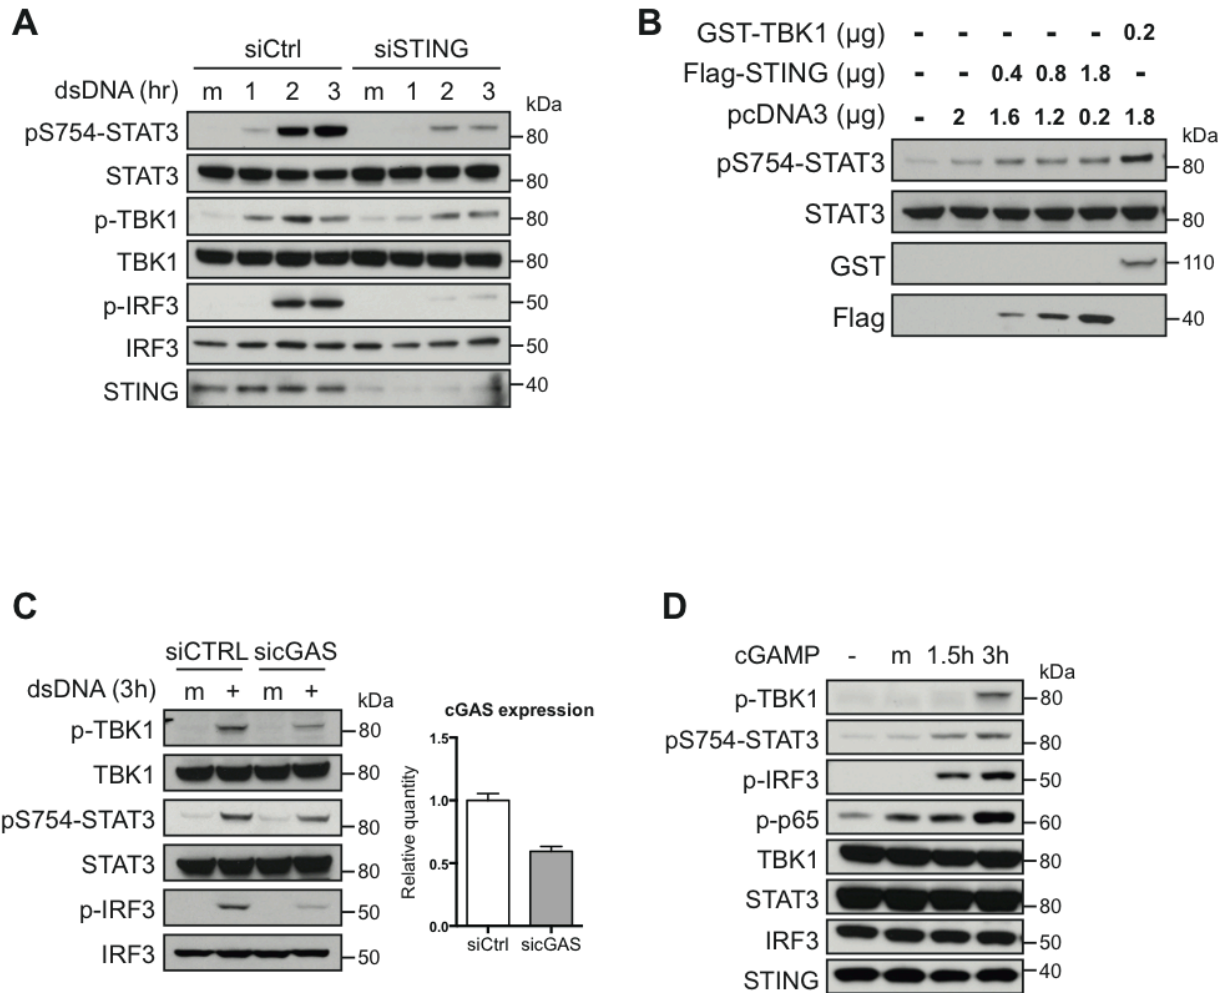 A
siCtrl siSTING
dsDNA (hr) m 1 2 3 m 1 2 3 kDa
pS754-STAT3 80
STAT3 80
p-TBK1 80
TBK1 80
p-IRF3 50
IRF3 50
STING 40
B
GST-TBK1 (µg) - - - - - 0.2
Flag-STING (µg) - - 0.4 0.8 1.8 -
pcDNA3 (µg) - 2 1.6 1.2 0.2 1.8
kDa
pS754-STAT3 80
STAT3 80
GST 110
Flag 40
C
siCTRL sicGAS
dsDNA (3h) m + m + kDa
p-TBK1 80
TBK1 80
pS754-STAT3 80
STAT3 80
p-IRF3 50
IRF3 50
cGAS expression
Relative quantity
1.5
1.0
0.5
0.0
siCtrl sicGAS
D
cGAMP - m 1.5h 3h kDa
p-TBK1 80
pS754-STAT3 80
p-IRF3 50
p-p65 60
TBK1 80
STAT3 80
IRF3 50
STING 40